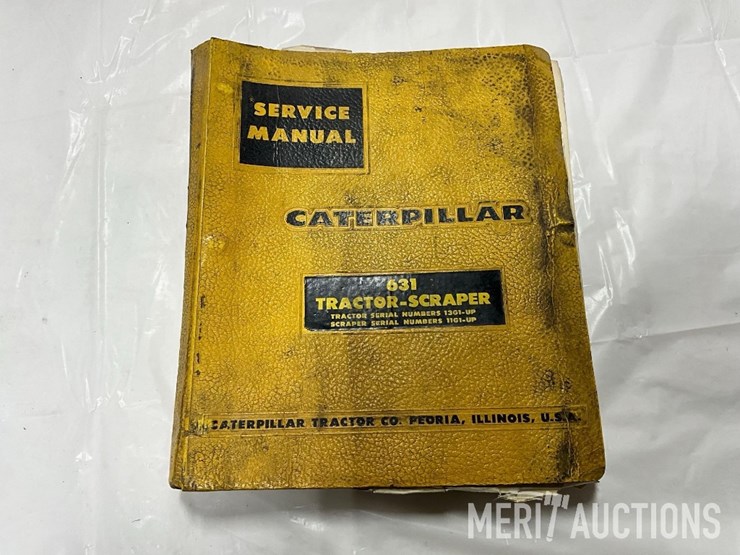 SERVICE
MANUAL
CATERPILLAR
631
TRACTOR-SCRAPER
TRACTOR SERIAL NUMBERS 13G1-UP
SCRAPER SERIAL NUMBERS 11G1-UP
CATERPILLAR TRACTOR CO. PEORIA, ILLINOIS, U.S.A.
MERIT AUCTIONS